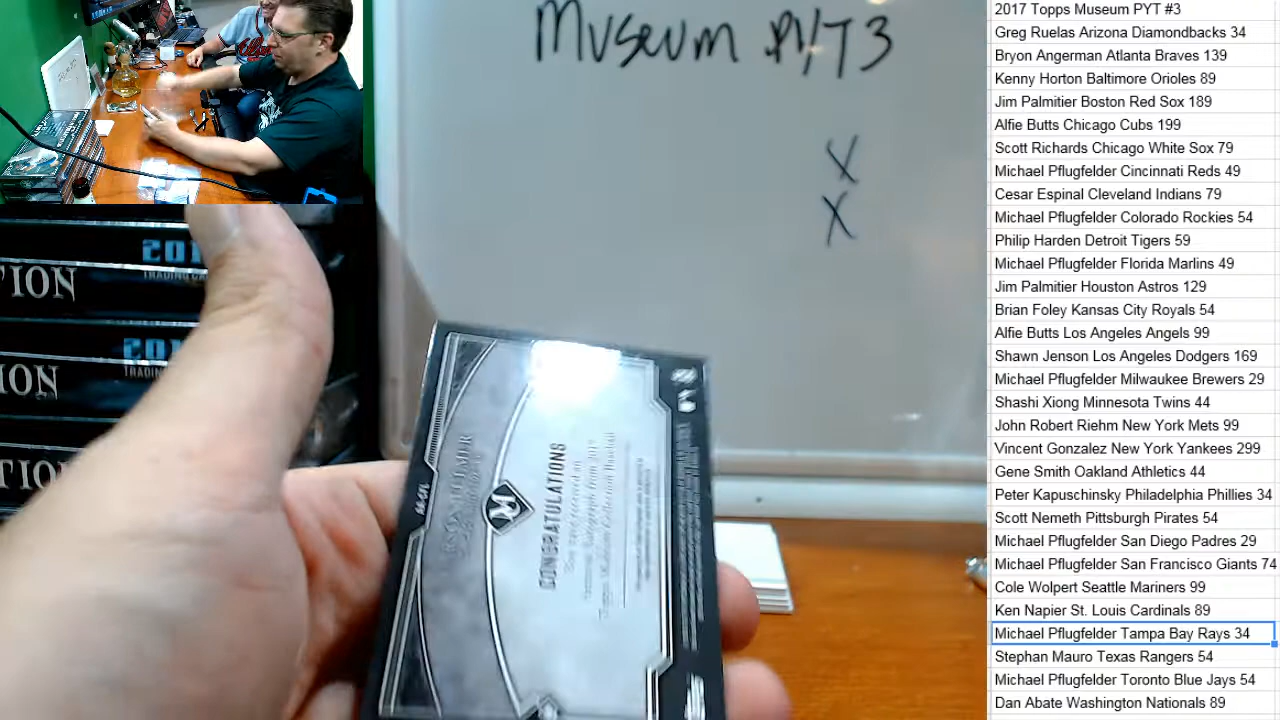 Museum PYT 3
X
X
201
TION
201
TION
TION
CONGRATULATIONS
2017 Topps Museum PYT #3
Greg Ruelas Arizona Diamondbacks 34
Bryon Angerman Atlanta Braves 139
Kenny Horton Baltimore Orioles 89
Jim Palmitier Boston Red Sox 189
Alfie Butts Chicago Cubs 199
Scott Richards Chicago White Sox 79
Michael Pflugfelder Cincinnati Reds 49
Cesar Espinal Cleveland Indians 79
Michael Pflugfelder Colorado Rockies 54
Philip Harden Detroit Tigers 59
Michael Pflugfelder Florida Marlins 49
Jim Palmitier Houston Astros 129
Brian Foley Kansas City Royals 54
Alfie Butts Los Angeles Angels 99
Shawn Jenson Los Angeles Dodgers 169
Michael Pflugfelder Milwaukee Brewers 29
Shashi Xiong Minnesota Twins 44
John Robert Riehm New York Mets 99
Vincent Gonzalez New York Yankees 299
Gene Smith Oakland Athletics 44
Peter Kapuschinsky Philadelphia Phillies 34
Scott Nemeth Pittsburgh Pirates 54
Michael Pflugfelder San Diego Padres 29
Michael Pflugfelder San Francisco Giants 74
Cole Wolpert Seattle Mariners 99
Ken Napier St. Louis Cardinals 89
Michael Pflugfelder Tampa Bay Rays 34
Stephan Mauro Texas Rangers 54
Michael Pflugfelder Toronto Blue Jays 54
Dan Abate Washington Nationals 89